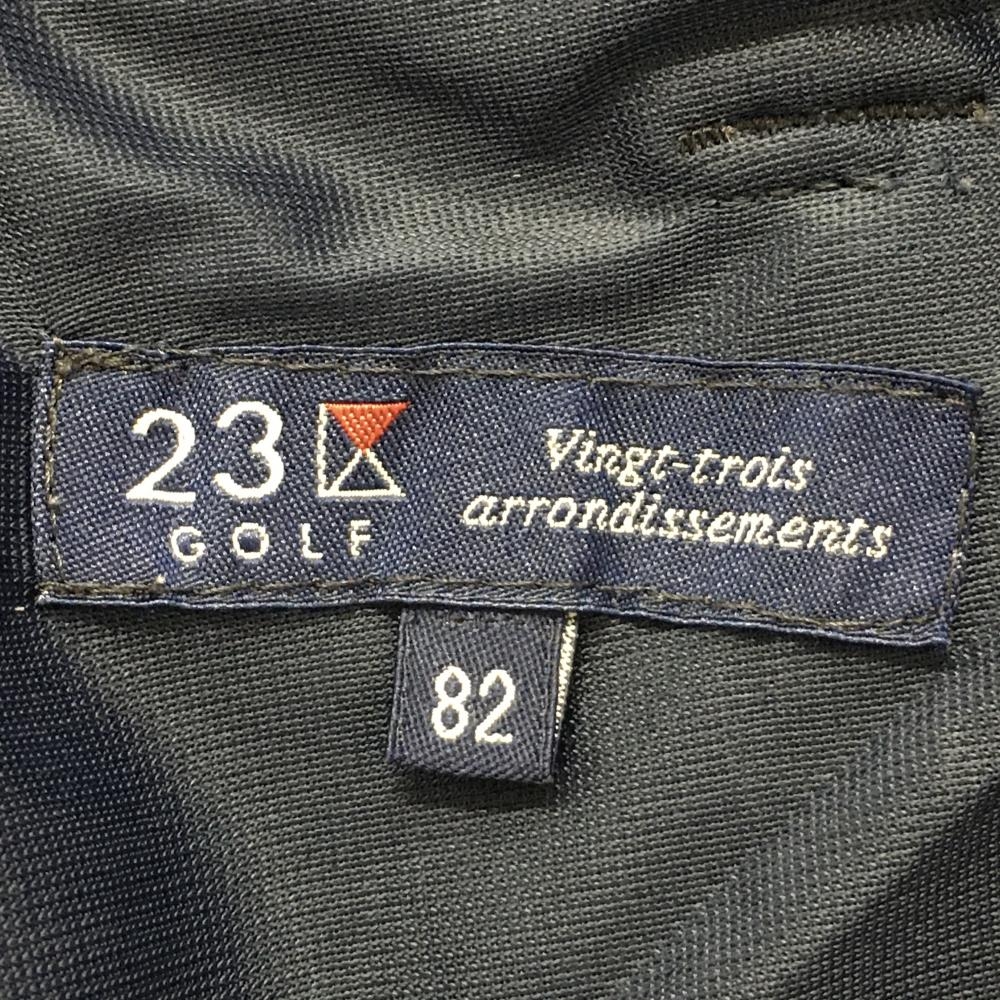 23
GOLF
Vingt-trois
arrondissements
82